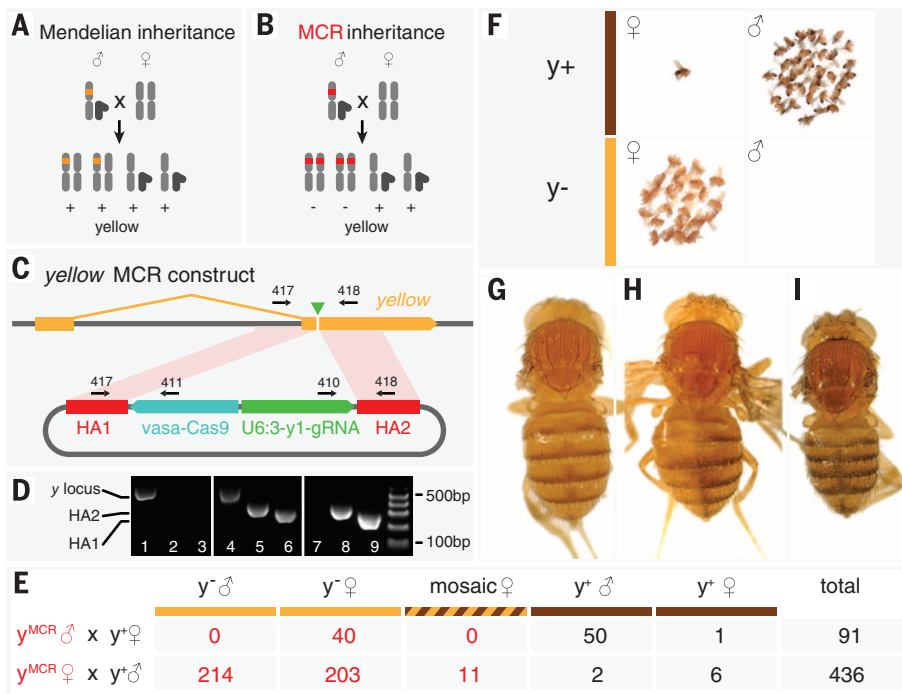 A Mendelian inheritance
♂ ♀
X
+ + + +
yellow
B MCR inheritance
♂ ♀
X
- - + +
yellow
C yellow MCR construct
417 418 yellow
417 411 410 418
HA1 vasa-Cas9 U6:3-y1-gRNA HA2
D
y locus
HA2
HA1
1 2 3 4 5 6 7 8 9
500bp
100bp
F
♀ ♂
y+
♀ ♂
y-
G H I
E y⁻♂ y⁻♀ mosaic♀ y⁺♂ y⁺♀ total
yᴹᶜᴿ♂ x y⁺♀ 0 40 0 50 1 91
yᴹᶜᴿ♀ x y⁺♂ 214 203 11 2 6 436